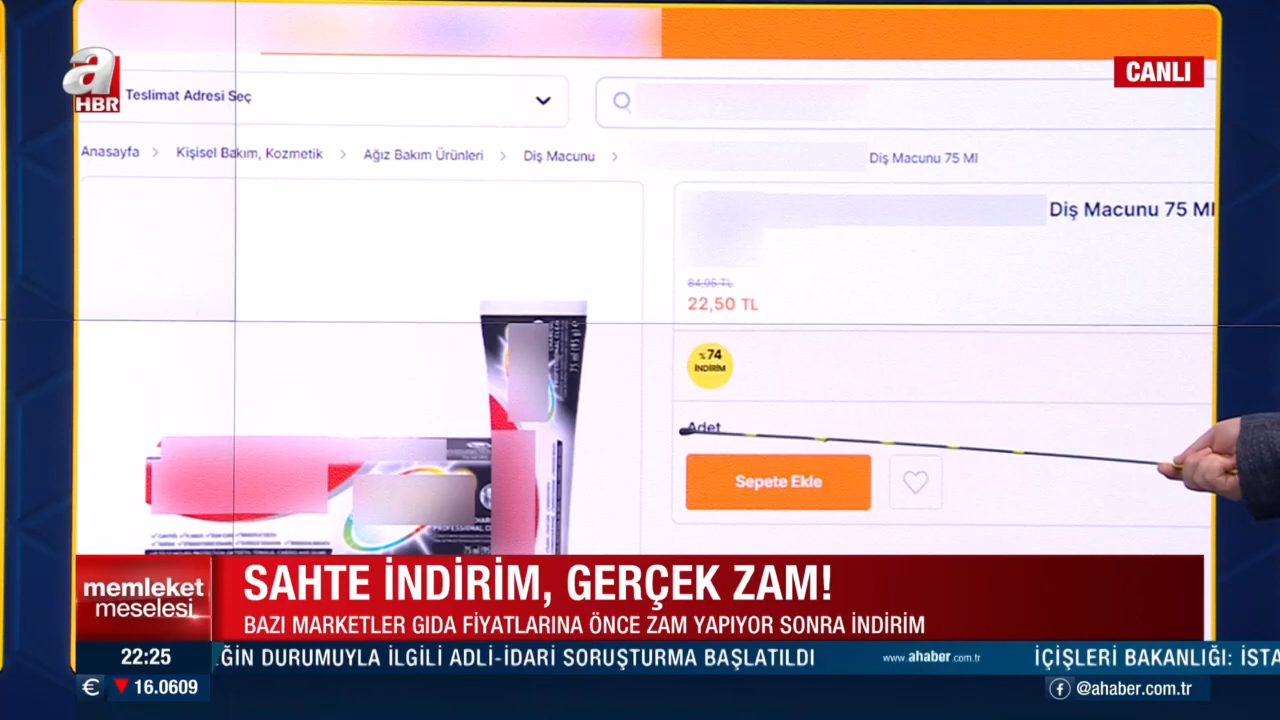 a
HBR
CANLI
Teslimat Adresi Seç
Anasayfa > Kişisel Bakım, Kozmetik > Ağız Bakım Ürünleri > Diş Macunu >
Diş Macunu 75 Ml
Diş Macunu 75 Ml
84,95 TL
22,50 TL
%74
İNDİRİM
Adet
Sepete Ekle
memleket
meselesi
SAHTE İNDİRİM, GERÇEK ZAM!
BAZI MARKETLER GIDA FİYATLARINA ÖNCE ZAM YAPIYOR SONRA İNDİRİM
22:25
ĞİN DURUMUYLA İLGİLİ ADLİ-İDARİ SORUŞTURMA BAŞLATILDI
www.ahaber.com.tr
İÇİŞLERİ BAKANLIĞI: İSTA
€ 16.0609
@ahaber.com.tr